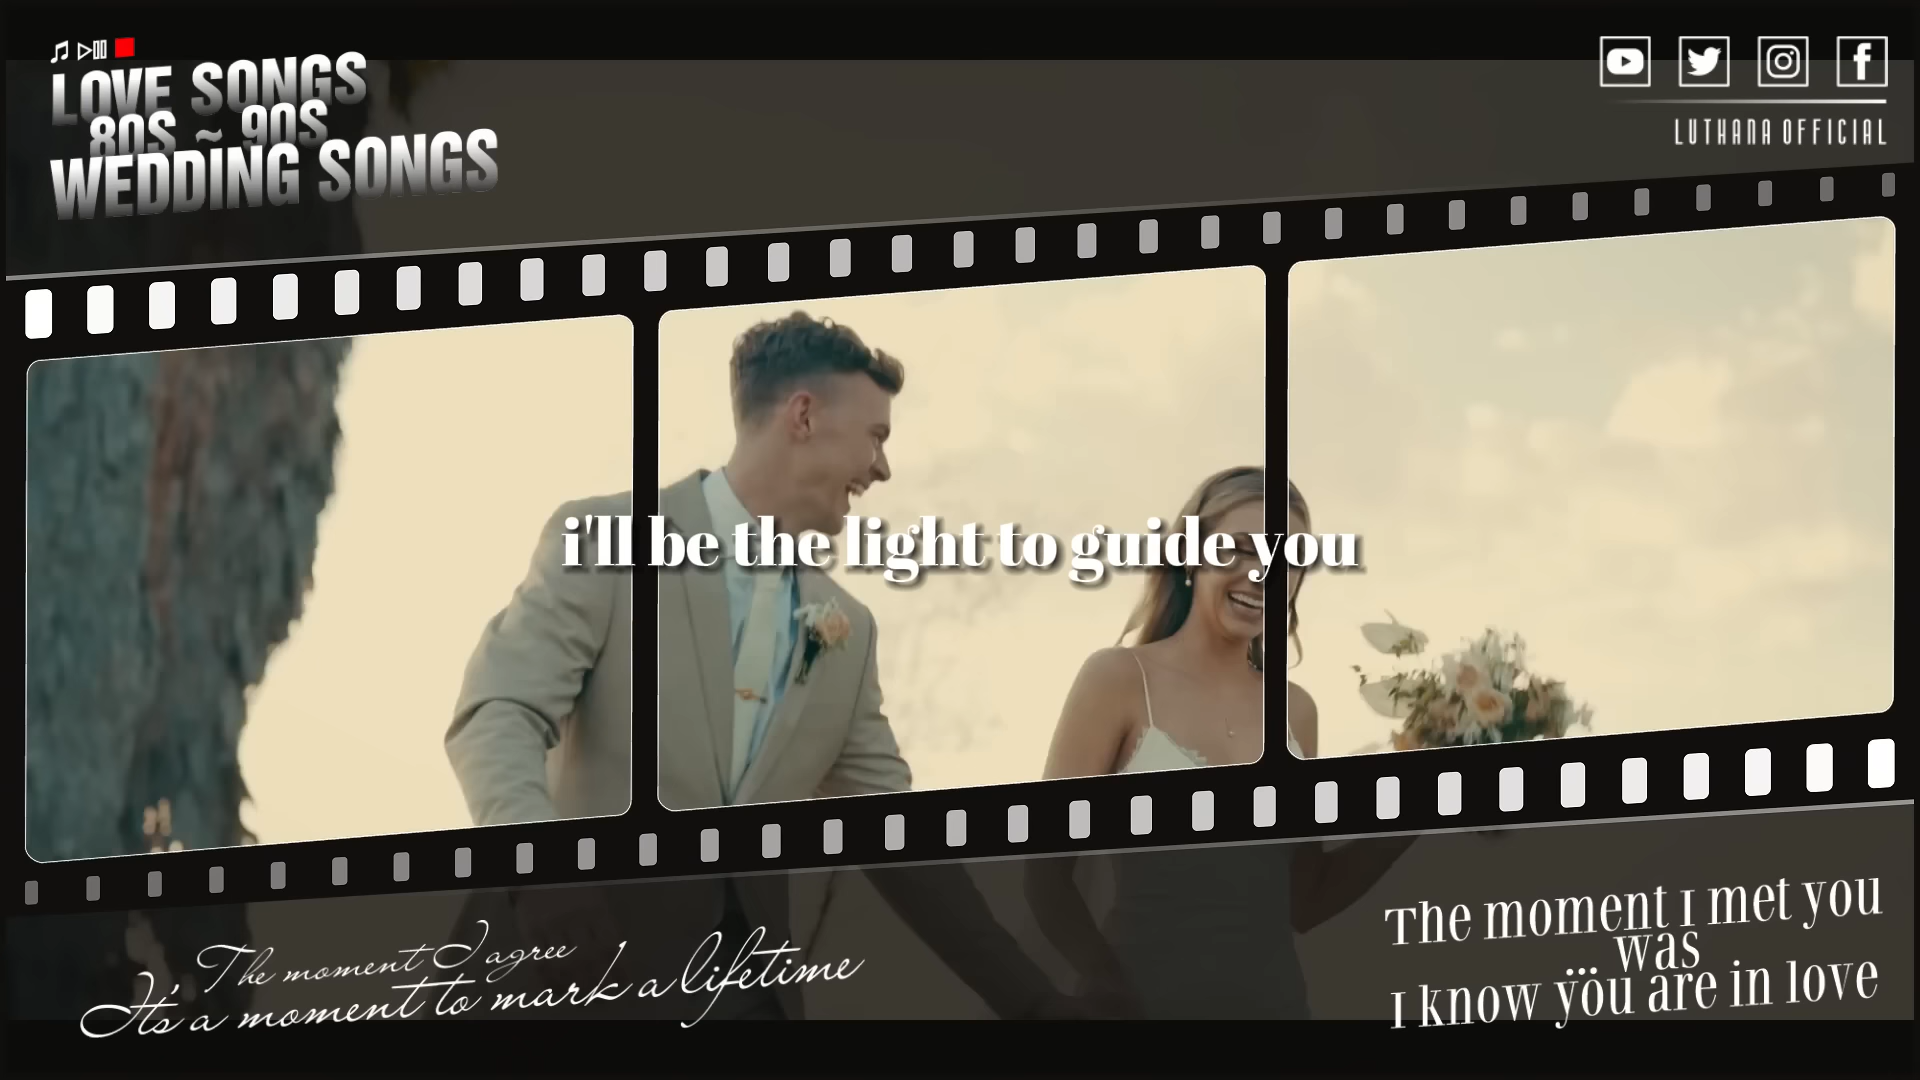 LOVE SONGS
80S ~ 90S
WEDDING SONGS
LUTHANA OFFICIAL
i'll be the light to guide you
The moment I agree
It's a moment to mark a lifetime
The moment I met you
was
I know you are in love